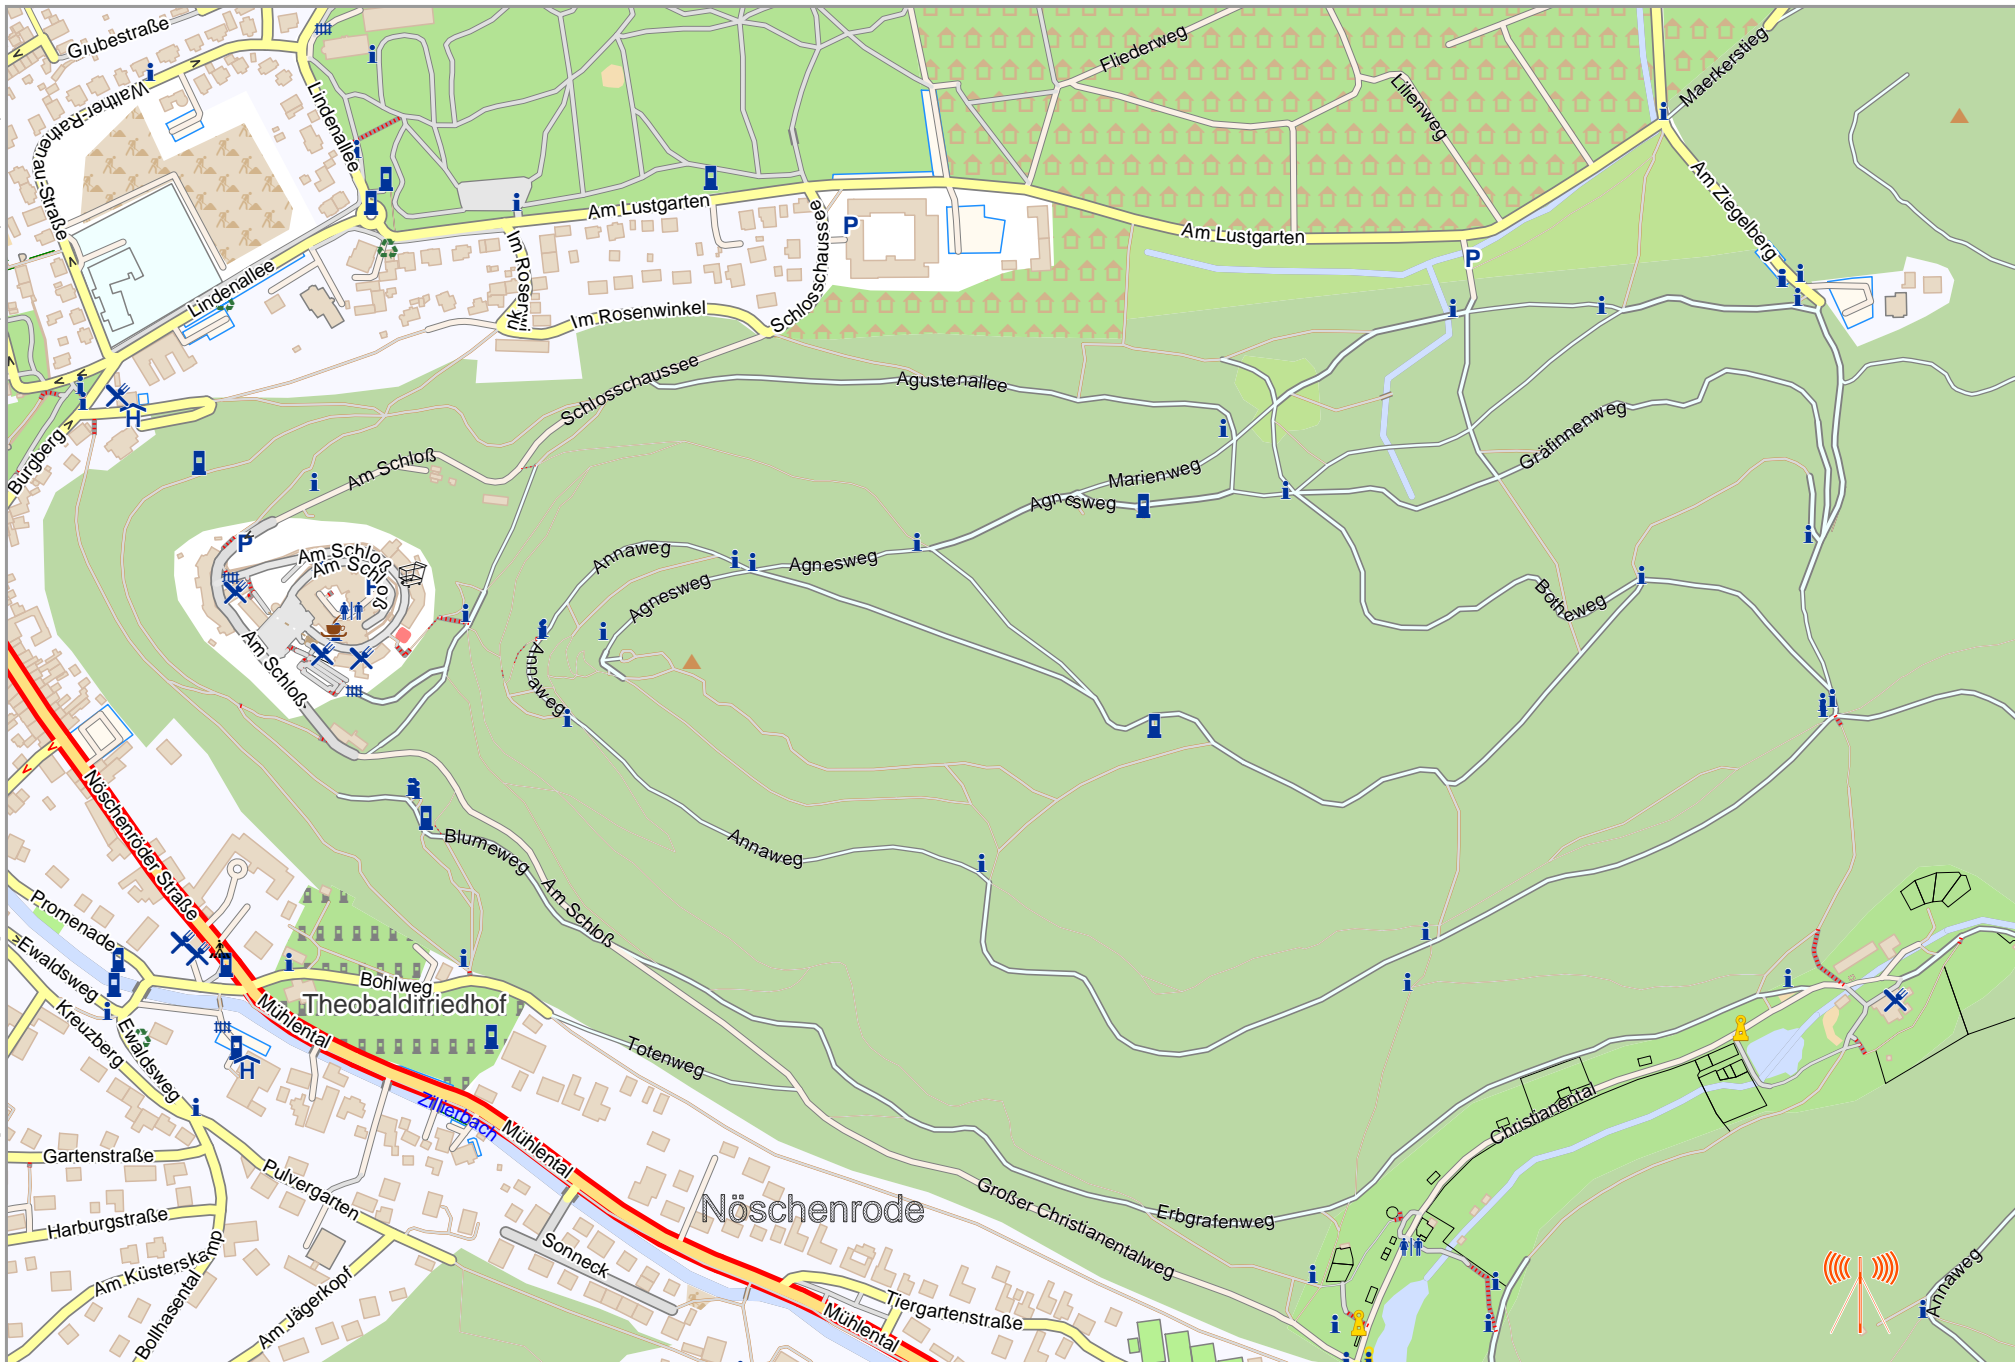 Grubestraße
Walther-Rathenau-Straße
Lindenallee
Fliederweg
Lilienweg
Maerkerstieg
Am Ziegelberg
Am Lustgarten
Am Lustgarten
P
P
Lindenallee
Im Rosenwinkel
Im Rosenwinkel
Schlosschaussee
Schlosschaussee
Agustenallee
Burgberg
H
Am Schloß
Gräfinnenweg
Marienweg
Agnesweg
P
Am Schloß
Am Schloß
Annaweg
Agnesweg
Agnesweg
Botheweg
Am Schloß
Annaweg
Nöschenröder Straße
Blumeweg
Annaweg
Am Schloß
Promenade
Ewaldsweg
Kreuzberg
Ewaldsweg
Böhlweg
Theobaldifriedhof
Mühlental
Totenweg
H
Zillierbach
Mühlental
Christianental
Gartenstraße
Pulvergarten
Harburgstraße
Am Küsterskamp
Bollhasental
Am Jägerkopf
Sonneck
Nöschenrode
Großer Christianentalweg
Erbgrafenweg
Tiergartenstraße
Mühlental
Annaweg